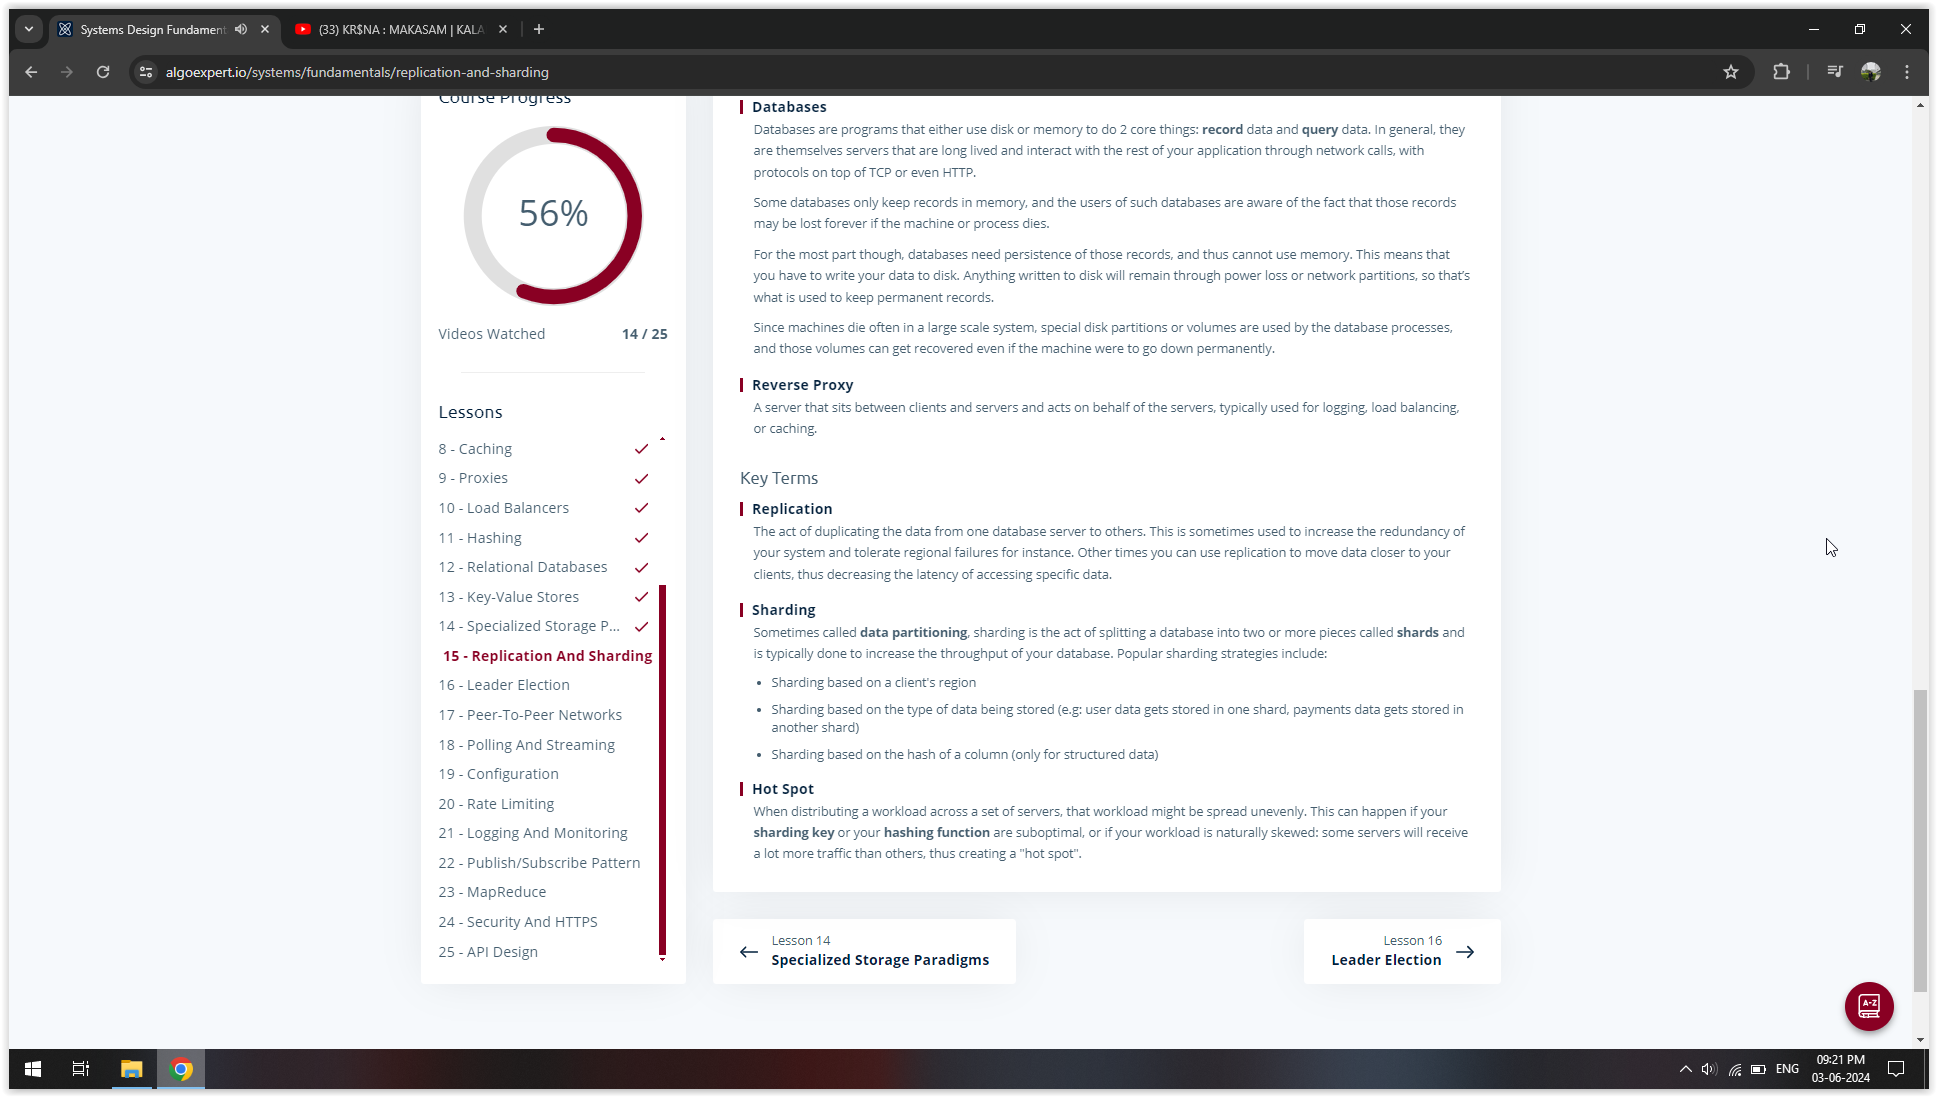 Systems Design Fundament
(33) KR$NA : MAKASAM | KALA
algoexpert.io/systems/fundamentals/replication-and-sharding
Course Progress
56%
Videos Watched 14 / 25
Lessons
8 - Caching
9 - Proxies
10 - Load Balancers
11 - Hashing
12 - Relational Databases
13 - Key-Value Stores
14 - Specialized Storage P...
15 - Replication And Sharding
16 - Leader Election
17 - Peer-To-Peer Networks
18 - Polling And Streaming
19 - Configuration
20 - Rate Limiting
21 - Logging And Monitoring
22 - Publish/Subscribe Pattern
23 - MapReduce
24 - Security And HTTPS
25 - API Design
Databases
Databases are programs that either use disk or memory to do 2 core things: record data and query data. In general, they
are themselves servers that are long lived and interact with the rest of your application through network calls, with
protocols on top of TCP or even HTTP.
Some databases only keep records in memory, and the users of such databases are aware of the fact that those records
may be lost forever if the machine or process dies.
For the most part though, databases need persistence of those records, and thus cannot use memory. This means that
you have to write your data to disk. Anything written to disk will remain through power loss or network partitions, so that’s
what is used to keep permanent records.
Since machines die often in a large scale system, special disk partitions or volumes are used by the database processes,
and those volumes can get recovered even if the machine were to go down permanently.
Reverse Proxy
A server that sits between clients and servers and acts on behalf of the servers, typically used for logging, load balancing,
or caching.
Key Terms
Replication
The act of duplicating the data from one database server to others. This is sometimes used to increase the redundancy of
your system and tolerate regional failures for instance. Other times you can use replication to move data closer to your
clients, thus decreasing the latency of accessing specific data.
Sharding
Sometimes called data partitioning, sharding is the act of splitting a database into two or more pieces called shards and
is typically done to increase the throughput of your database. Popular sharding strategies include:
• Sharding based on a client's region
• Sharding based on the type of data being stored (e.g: user data gets stored in one shard, payments data gets stored in
another shard)
• Sharding based on the hash of a column (only for structured data)
Hot Spot
When distributing a workload across a set of servers, that workload might be spread unevenly. This can happen if your
sharding key or your hashing function are suboptimal, or if your workload is naturally skewed: some servers will receive
a lot more traffic than others, thus creating a "hot spot".
Lesson 14
Specialized Storage Paradigms
Lesson 16
Leader Election
A-Z
ENG
09:21 PM
03-06-2024